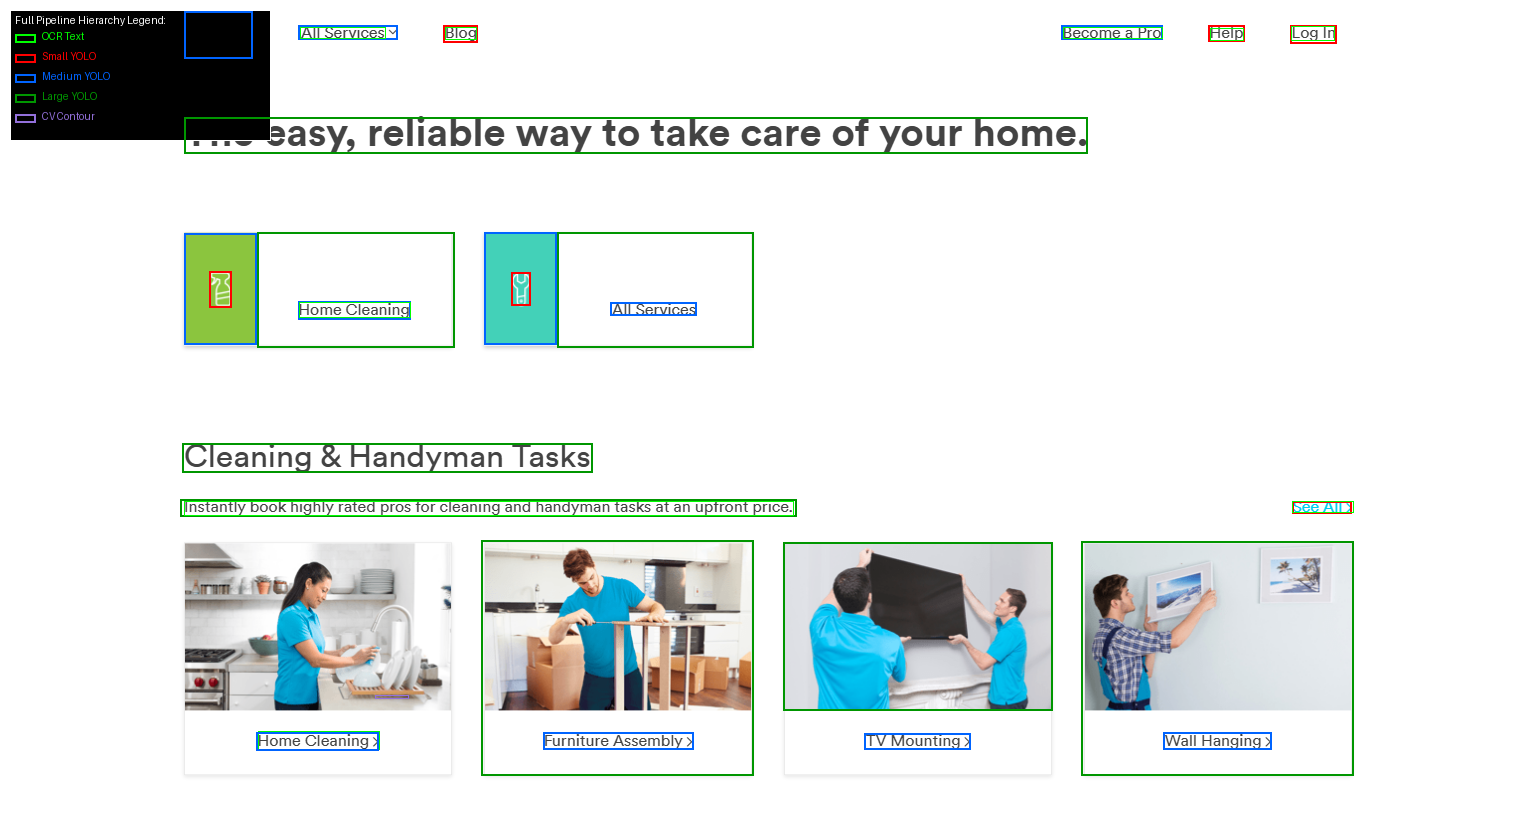 Full Pipeline Hierarchy Legend:
OCR Text
Small YOLO
Medium YOLO
Large YOLO
CV Contour
All Services
Blog
Become a Pro
Help
Log In
The easy, reliable way to take care of your home.
Home Cleaning
All Services
Cleaning & Handyman Tasks
Instantly book highly rated pros for cleaning and handyman tasks at an upfront price.
See All >
Home Cleaning >
Furniture Assembly >
TV Mounting >
Wall Hanging >